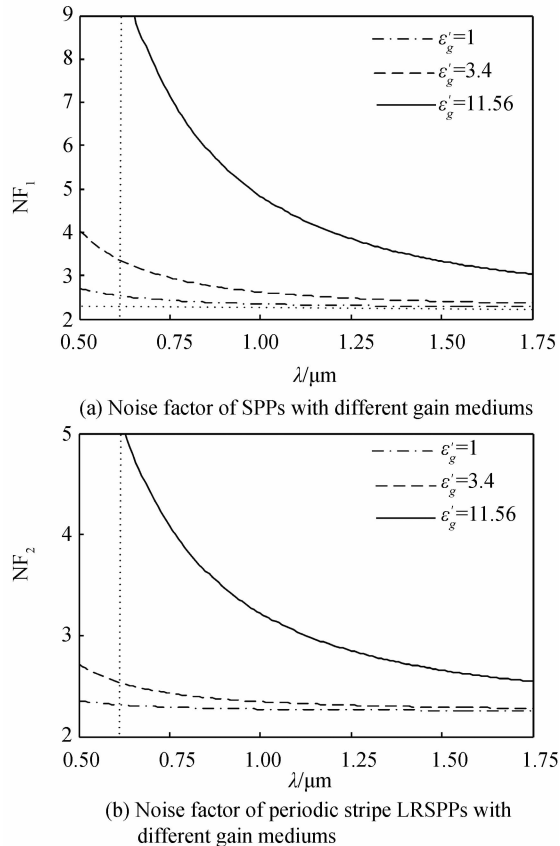 9
8
7
6
5
4
3
2
NF₁
ε′g=1
ε′g=3.4
ε′g=11.56
0.50 0.75 1.00 1.25 1.50 1.75
λ/μm
(a) Noise factor of SPPs with different gain mediums
5
4
3
2
NF₂
ε′g=1
ε′g=3.4
ε′g=11.56
0.50 0.75 1.00 1.25 1.50 1.75
λ/μm
(b) Noise factor of periodic stripe LRSPPs with
different gain mediums